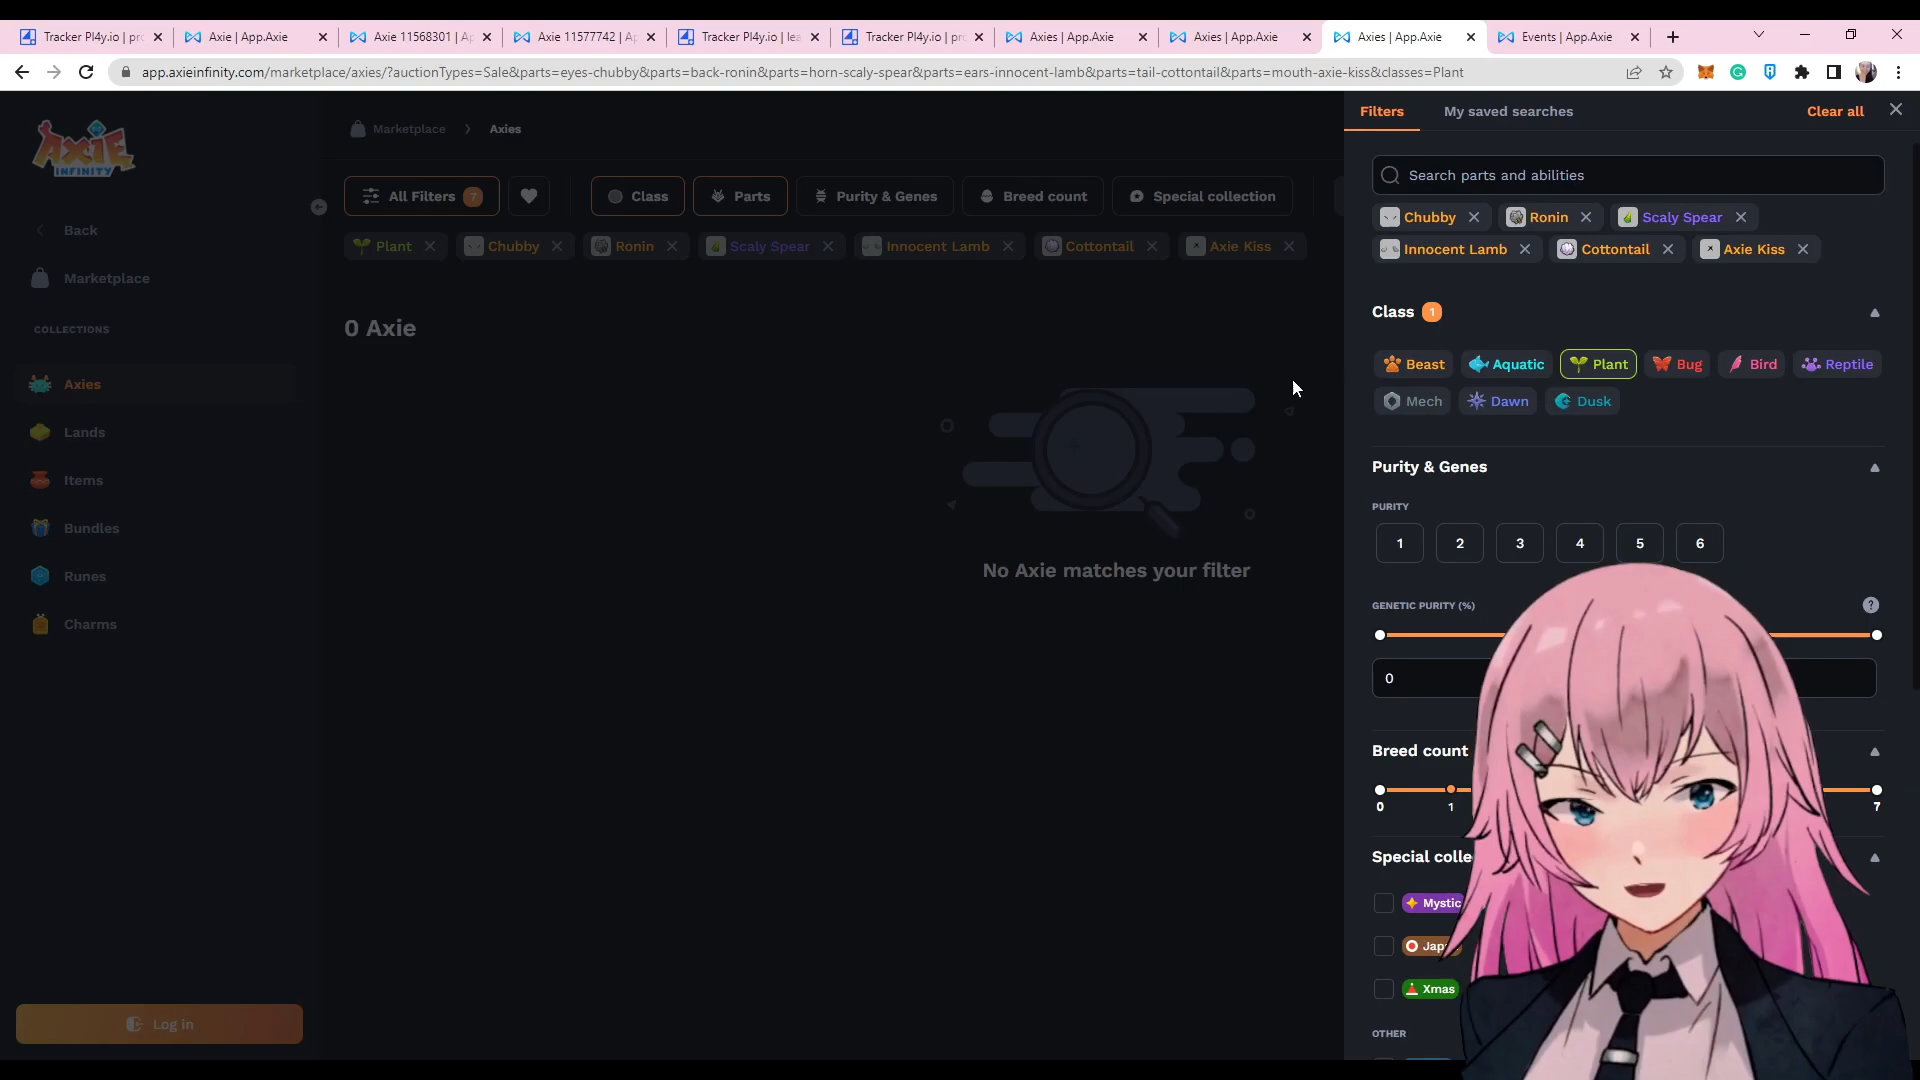 Tracker Pl4y.io | pr
Axie | App.Axie
Axie 11568301 | A
Axie 11577742 | Ap
Tracker Pl4y.io | lea
Tracker Pl4y.io | pr
Axies | App.Axie
Axies | App.Axie
Axies | App.Axie
Events | App.Axie
app.axieinfinity.com/marketplace/axies/?auctionTypes=Sale&parts=eyes-chubby&parts=back-ronin&parts=horn-scaly-spear&parts=ears-innocent-lamb&parts=tail-cottontail&parts=mouth-axie-kiss&classes=Plant
AXIE
INFINITY
Back
Marketplace
COLLECTIONS
Axies
Lands
Items
Bundles
Runes
Charms
Log in
Marketplace > Axies
All Filters 7
Class
Parts
Purity & Genes
Breed count
Special collection
Plant
Chubby
Ronin
Scaly Spear
Innocent Lamb
Cottontail
Axie Kiss
0 Axie
No Axie matches your filter
Filters
My saved searches
Clear all
Search parts and abilities
Chubby
Ronin
Scaly Spear
Innocent Lamb
Cottontail
Axie Kiss
Class 1
Beast
Aquatic
Plant
Bug
Bird
Reptile
Mech
Dawn
Dusk
Purity & Genes
PURITY
1 2 3 4 5 6
GENETIC PURITY (%)
?
0
Breed count
0 1 7
Special colle
Mystic
Jap
Xmas
OTHER